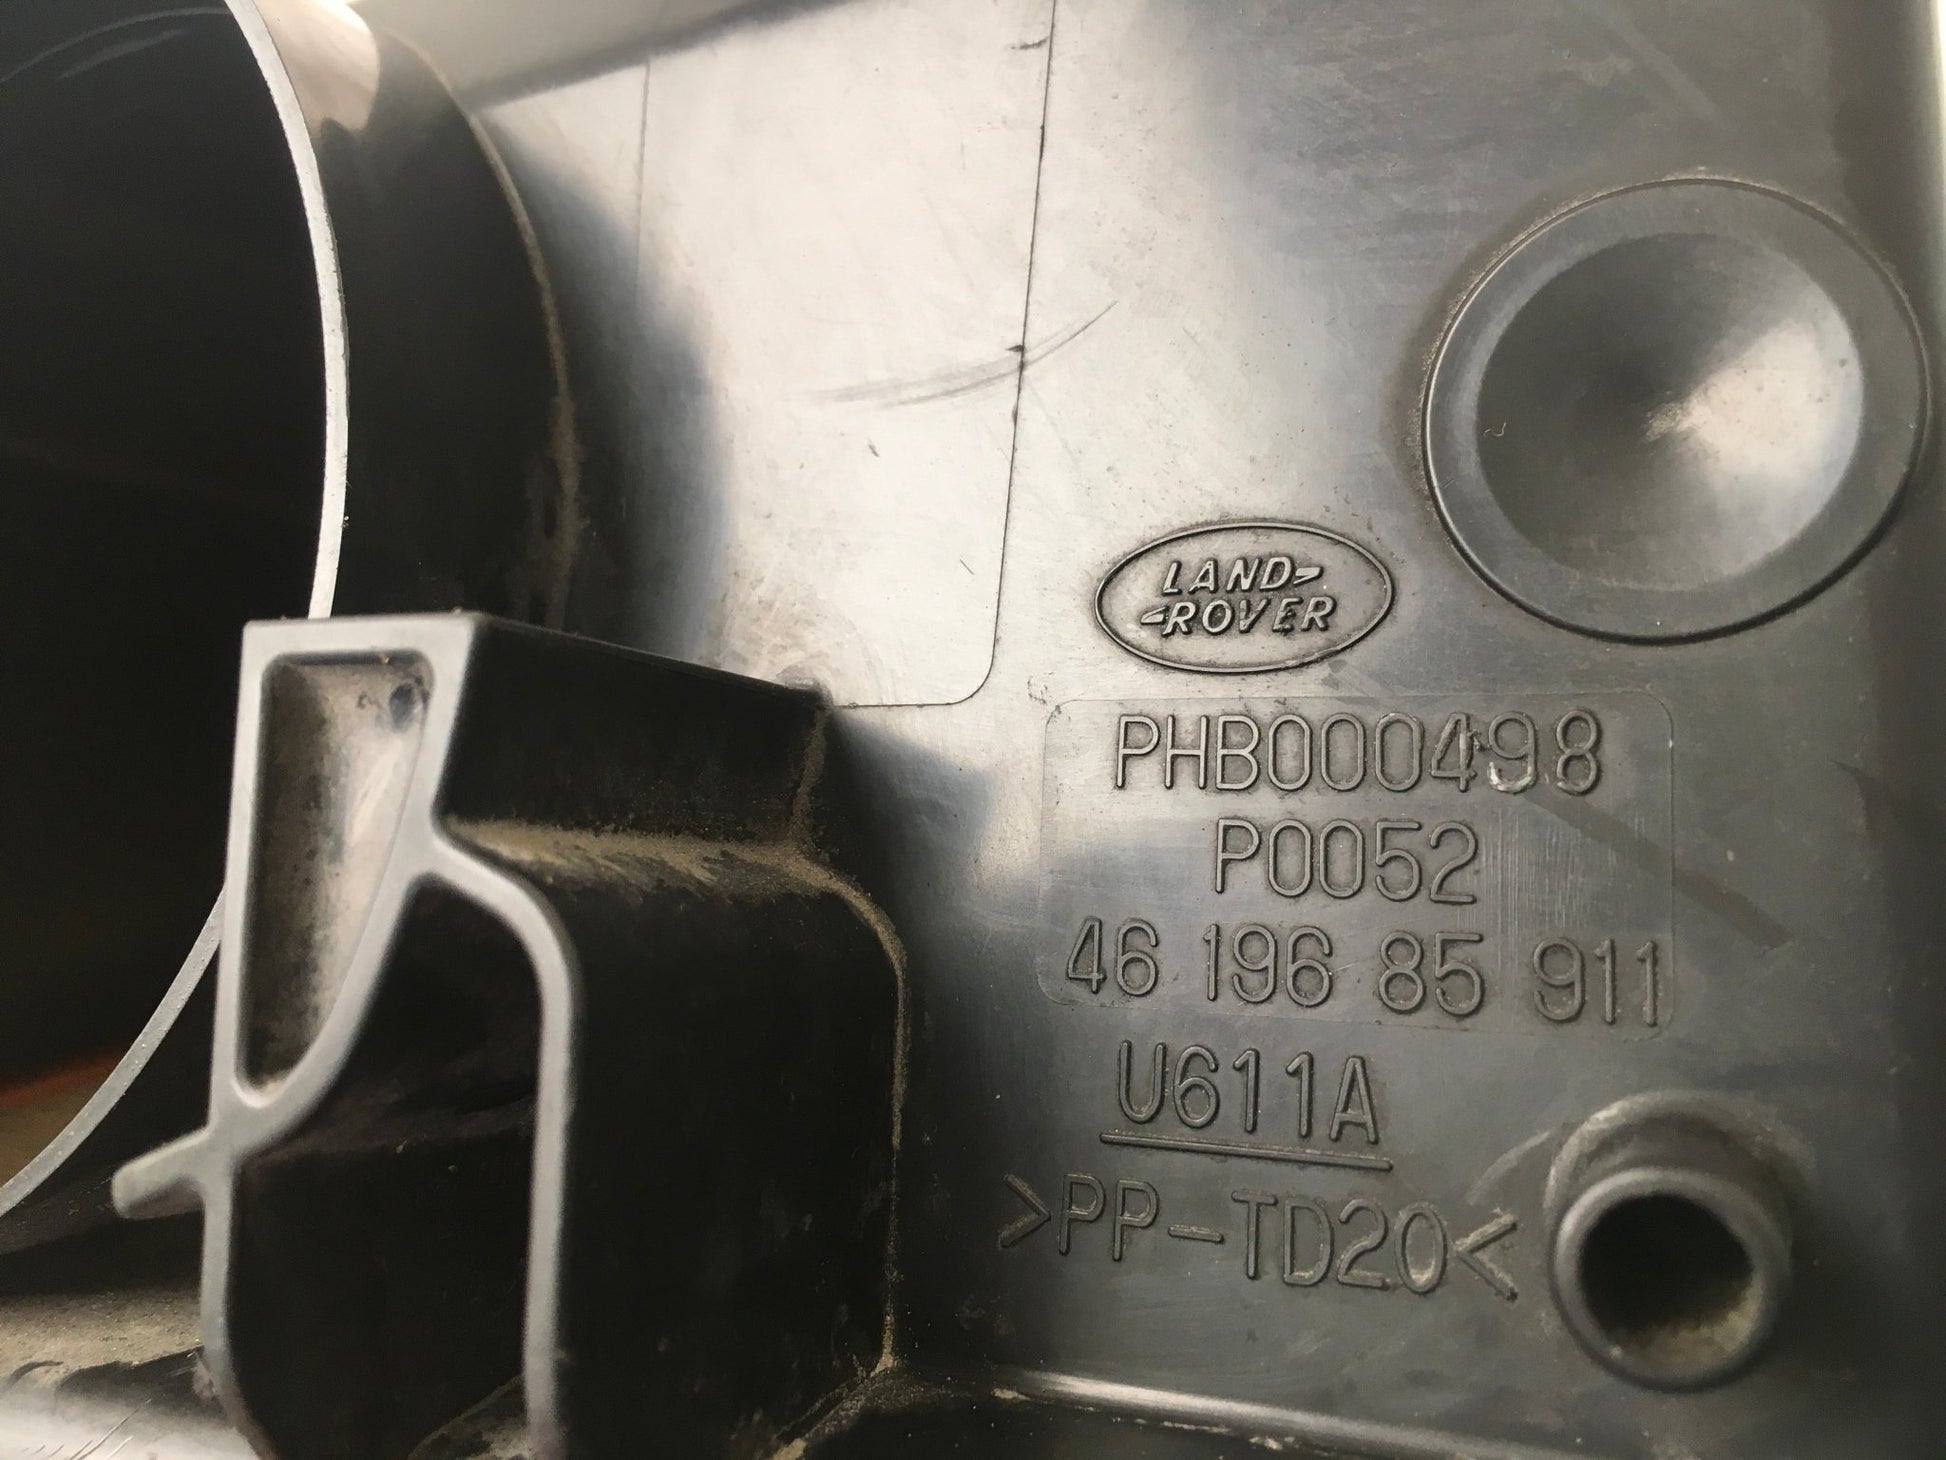 LAND
ROVER
PHB000498
P0052
46 196 85 911
U611A
>PP-TD20<